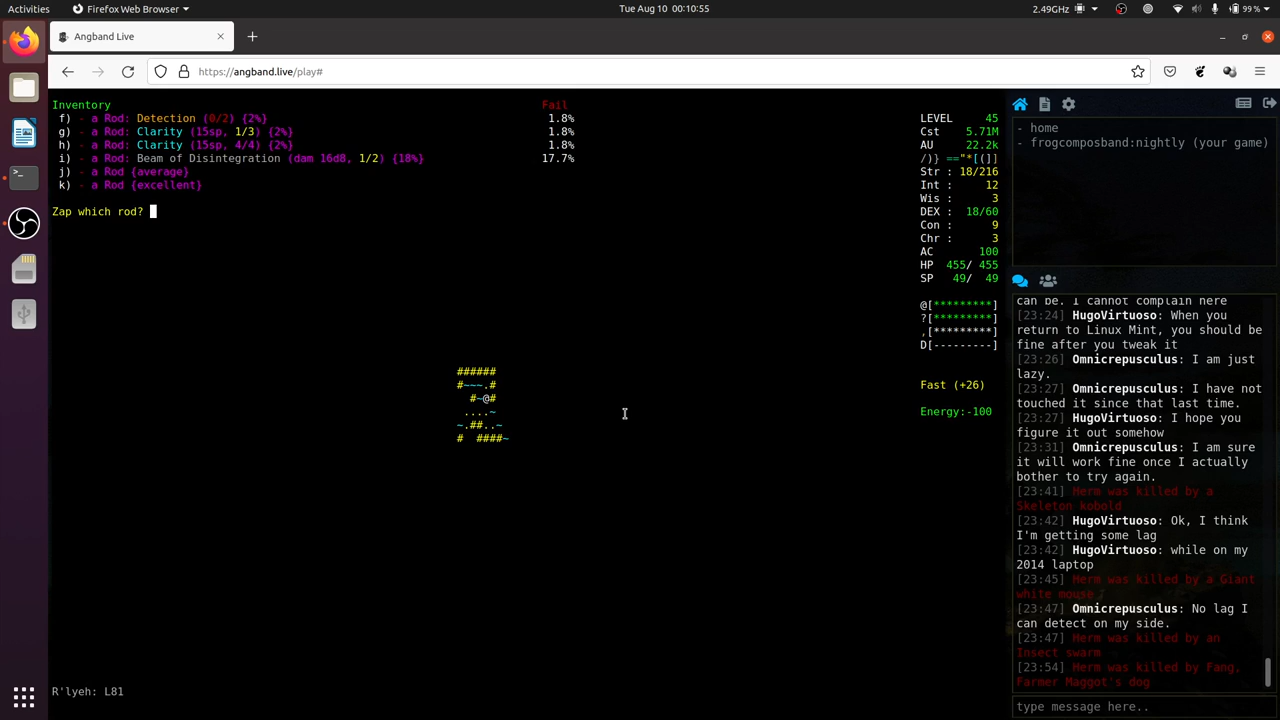 Activities
Firefox Web Browser
Tue Aug 10 00:10:55
2.49GHz
99%
Angband Live
https://angband.live/play#
Inventory Fail
f) - a Rod: Detection (0/2) {2%} 1.8%
g) - a Rod: Clarity (15sp, 1/3) {2%} 1.8%
h) - a Rod: Clarity (15sp, 4/4) {2%} 1.8%
i) - a Rod: Beam of Disintegration (dam 16d8, 1/2) {18%} 17.7%
j) - a Rod {average}
k) - a Rod {excellent}
Zap which rod?
LEVEL 45
Cst 5.71M
AU 22.2k
/)} =="*[(]]
Str : 18/216
Int : 12
Wis : 3
DEX : 18/60
Con : 9
Chr : 3
AC 100
HP 455/ 455
SP 49/ 49
@[*********]
?[*********]
,[*********]
D[---------]
Fast (+26)
Energy:-100
######
#~~~.#
#~@#
....~
~.##..~
# ####~
R'lyeh: L81
- home
- frogcomposband:nightly (your game)
can be. I cannot complain here
[23:24] HugoVirtuoso: When you
return to Linux Mint, you should be
fine after you tweak it
[23:26] Omnicrepusculus: I am just
lazy.
[23:27] Omnicrepusculus: I have not
touched it since that last time.
[23:27] HugoVirtuoso: I hope you
figure it out somehow
[23:31] Omnicrepusculus: I am sure
it will work fine once I actually
bother to try again.
[23:41] Herm was killed by a
Skeleton kobold
[23:42] HugoVirtuoso: Ok, I think
I'm getting some lag
[23:42] HugoVirtuoso: while on my
2014 laptop
[23:45] Herm was killed by a Giant
white mouse
[23:47] Omnicrepusculus: No lag I
can detect on my side.
[23:47] Herm was killed by an
Insect swarm
[23:54] Herm was killed by Fang,
Farmer Maggot's dog
type message here..